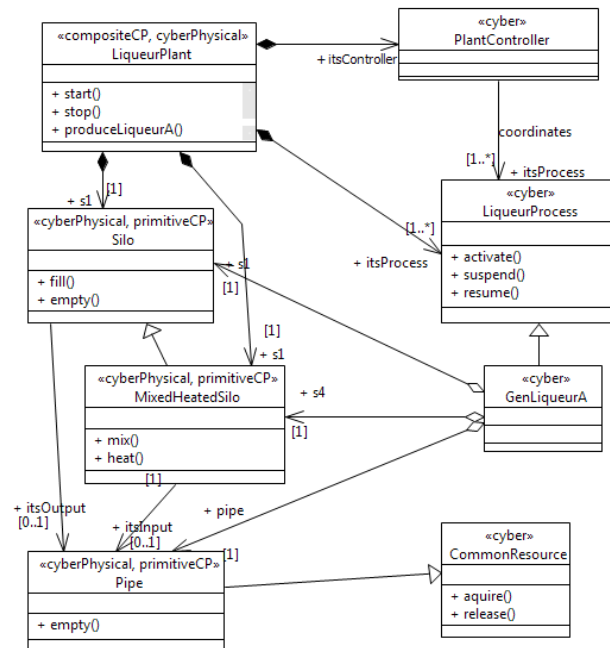 «compositeCP, cyberPhysical»
LiqueurPlant
+ start()
+ stop()
+ produceLiqueurA()
«cyber»
PlantController
+ itsController
coordinates
[1..*]
+ itsProcess
[1]
+ s1
«cyberPhysical, primitiveCP»
Silo
+ fill()
+ empty()
«cyber»
LiqueurProcess
+ activate()
+ suspend()
+ resume()
[1..*]
+ itsProcess
+ s1
[1]
[1]
+ s1
«cyberPhysical, primitiveCP»
MixedHeatedSilo
+ mix()
+ heat()
«cyber»
GenLiqueurA
+ s4
[1]
[1]
+ itsOutput
[0..1]
+ itsInput
[0..1]
+ pipe
[1]
«cyberPhysical, primitiveCP»
Pipe
+ empty()
«cyber»
CommonResource
+ aquire()
+ release()